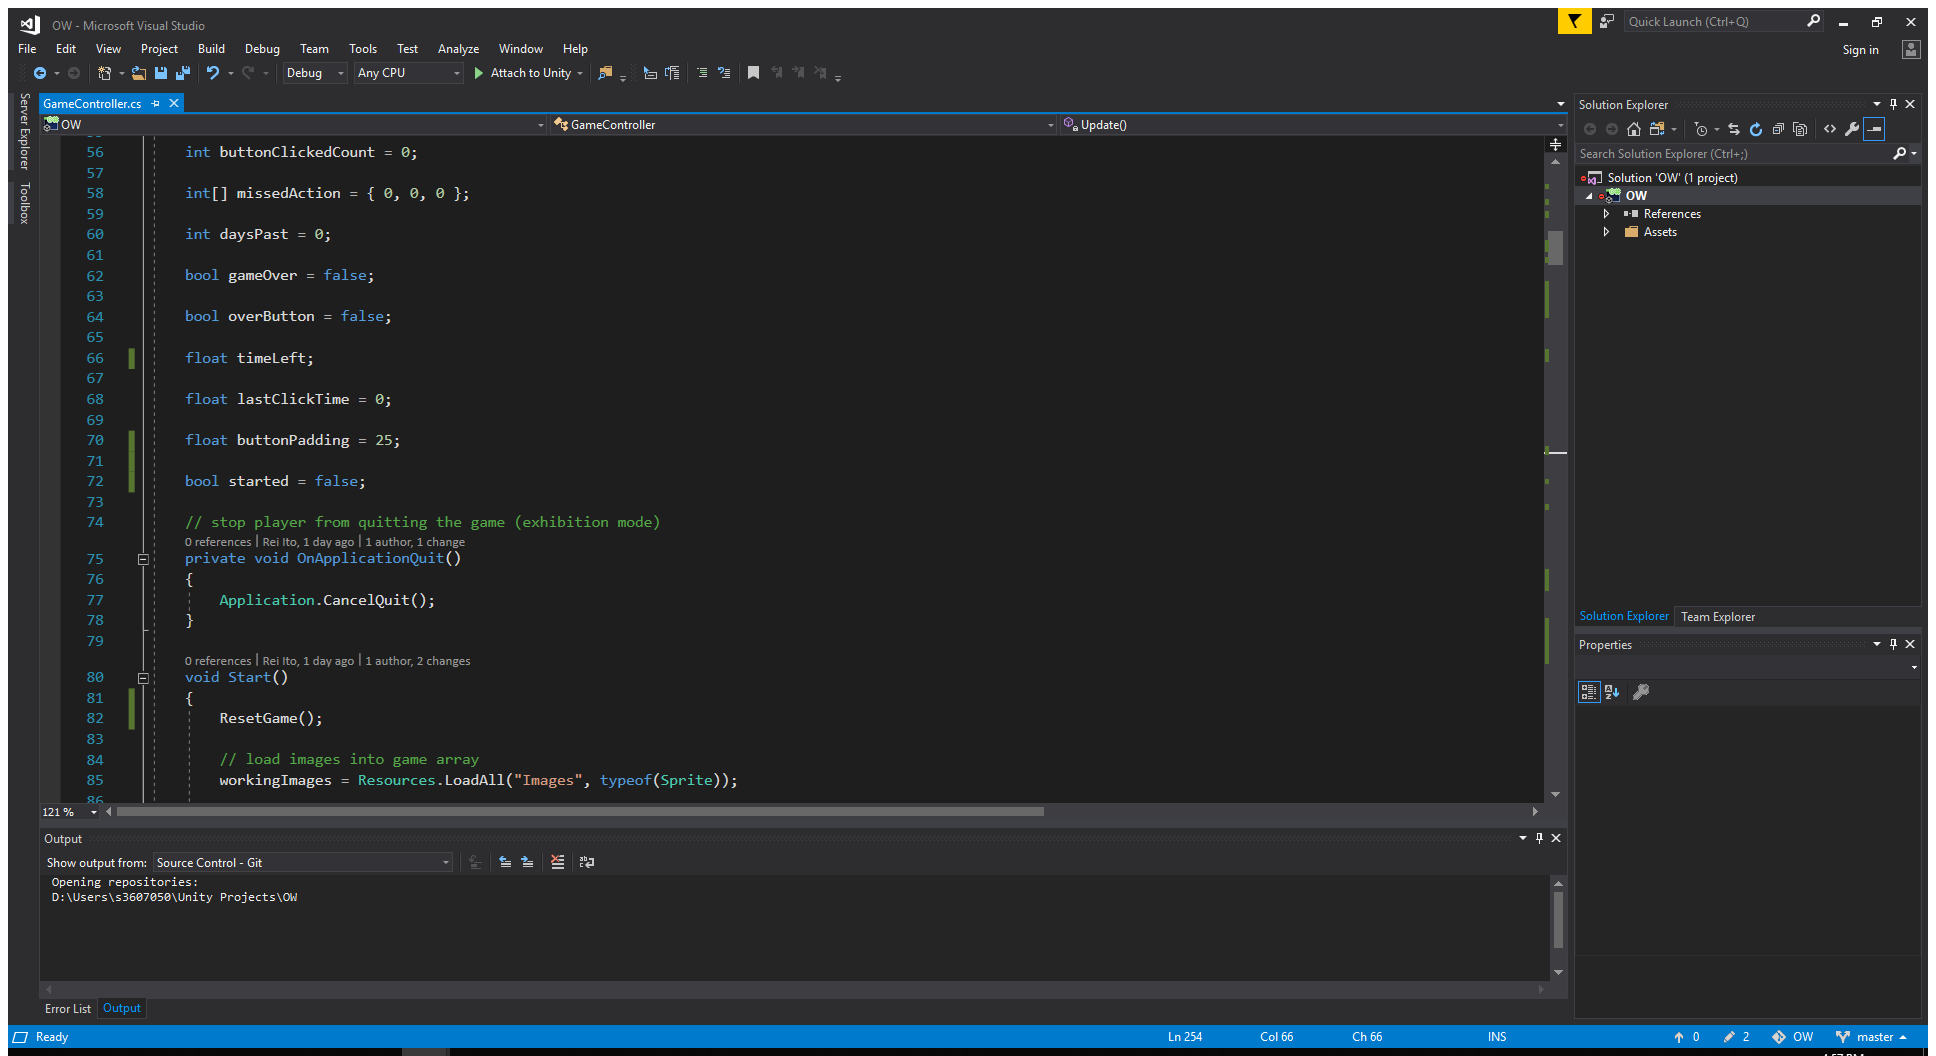 OW - Microsoft Visual Studio
Quick Launch (Ctrl+Q)
File Edit View Project Build Debug Team Tools Test Analyze Window Help
Sign in
Debug Any CPU Attach to Unity
Server Explorer
Toolbox
GameController.cs
OW GameController Update()
56 int buttonClickedCount = 0;
57
58 int[] missedAction = { 0, 0, 0 };
59
60 int daysPast = 0;
61
62 bool gameOver = false;
63
64 bool overButton = false;
65
66 float timeLeft;
67
68 float lastClickTime = 0;
69
70 float buttonPadding = 25;
71
72 bool started = false;
73
74 // stop player from quitting the game (exhibition mode)
0 references | Rei Ito, 1 day ago | 1 author, 1 change
75 private void OnApplicationQuit()
76 {
77 Application.CancelQuit();
78 }
79
0 references | Rei Ito, 1 day ago | 1 author, 2 changes
80 void Start()
81 {
82 ResetGame();
83
84 // load images into game array
85 workingImages = Resources.LoadAll("Images", typeof(Sprite));
86
121 %
Output
Show output from: Source Control - Git
Opening repositories:
D:\Users\s3607050\Unity Projects\OW
Error List Output
Solution Explorer
Search Solution Explorer (Ctrl+;)
Solution 'OW' (1 project)
OW
References
Assets
Solution Explorer Team Explorer
Properties
Ready Ln 254 Col 66 Ch 66 INS 0 2 OW master